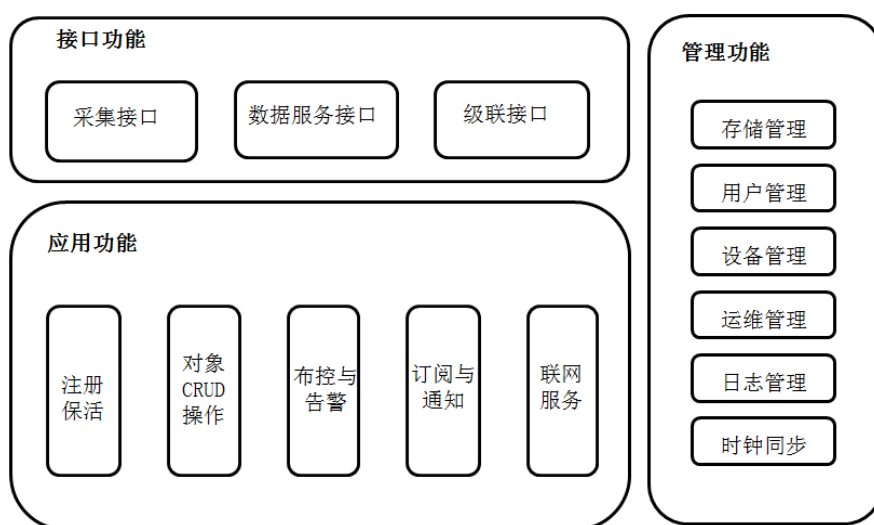 接口功能
采集接口
数据服务接口
级联接口
应用功能
注册
保活
对象
CRUD
操作
布控与
告警
订阅与
通知
联网
服务
管理功能
存储管理
用户管理
设备管理
运维管理
日志管理
时钟同步